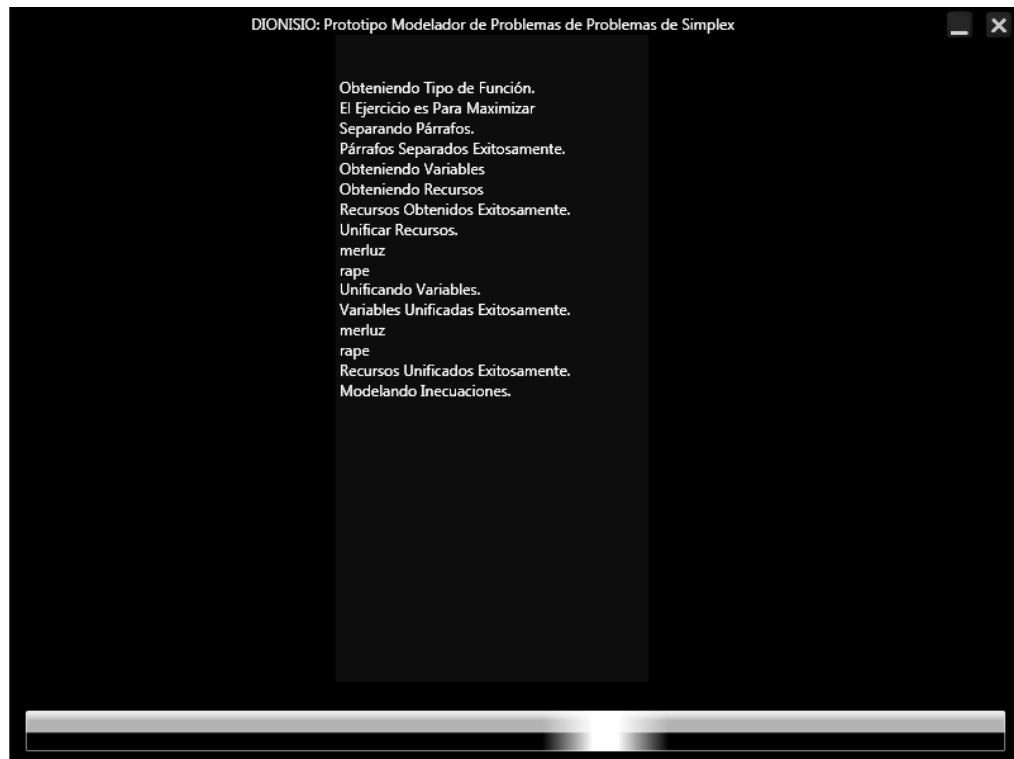 DIONISIO: Prototipo Modelador de Problemas de Problemas de Simplex
Obteniendo Tipo de Función.
El Ejercicio es Para Maximizar
Separando Párrafos.
Párrafos Separados Exitosamente.
Obteniendo Variables
Obteniendo Recursos
Recursos Obtenidos Exitosamente.
Unificar Recursos.
merluz
rape
Unificando Variables.
Variables Unificadas Exitosamente.
merluz
rape
Recursos Unificados Exitosamente.
Modelando Inecuaciones.